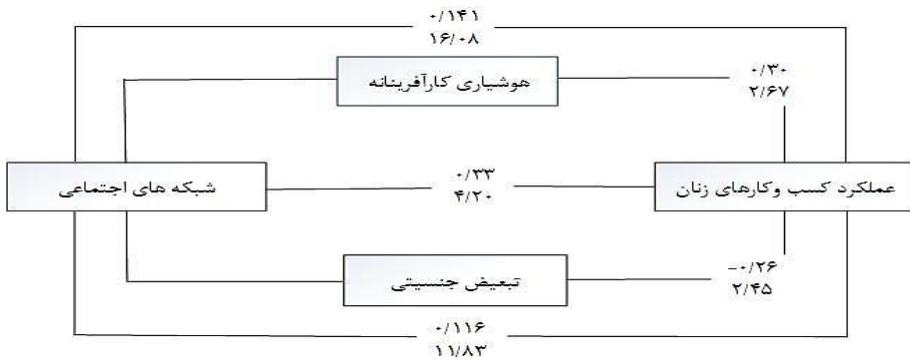 ۰/۱۴۱
۱۶/۰۸
هوشیاری کارآفرینانه
۰/۳۰
۲/۶۷
عملکرد کسب وکارهای زنان
۰/۳۳
۴/۲۰
شبکه های اجتماعی
تبعیض جنسیتی
-۰/۲۶
۲/۴۵
۰/۱۱۶
۱۱/۸۳